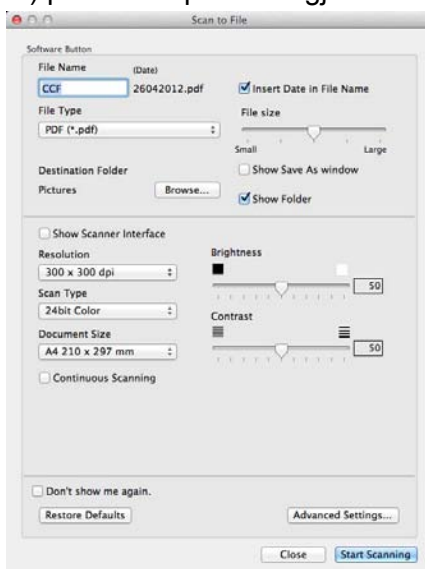 Scan to File
Software Button
File Name (Date)
CCF 26042012.pdf
Insert Date in File Name
File Type
PDF (*.pdf)
File size
Small Large
Destination Folder
Pictures Browse...
Show Save As window
Show Folder
Show Scanner Interface
Resolution
300 x 300 dpi
Scan Type
24bit Color
Document Size
A4 210 x 297 mm
Continuous Scanning
Brightness
50
Contrast
50
Don't show me again.
Restore Defaults Advanced Settings...
Close Start Scanning